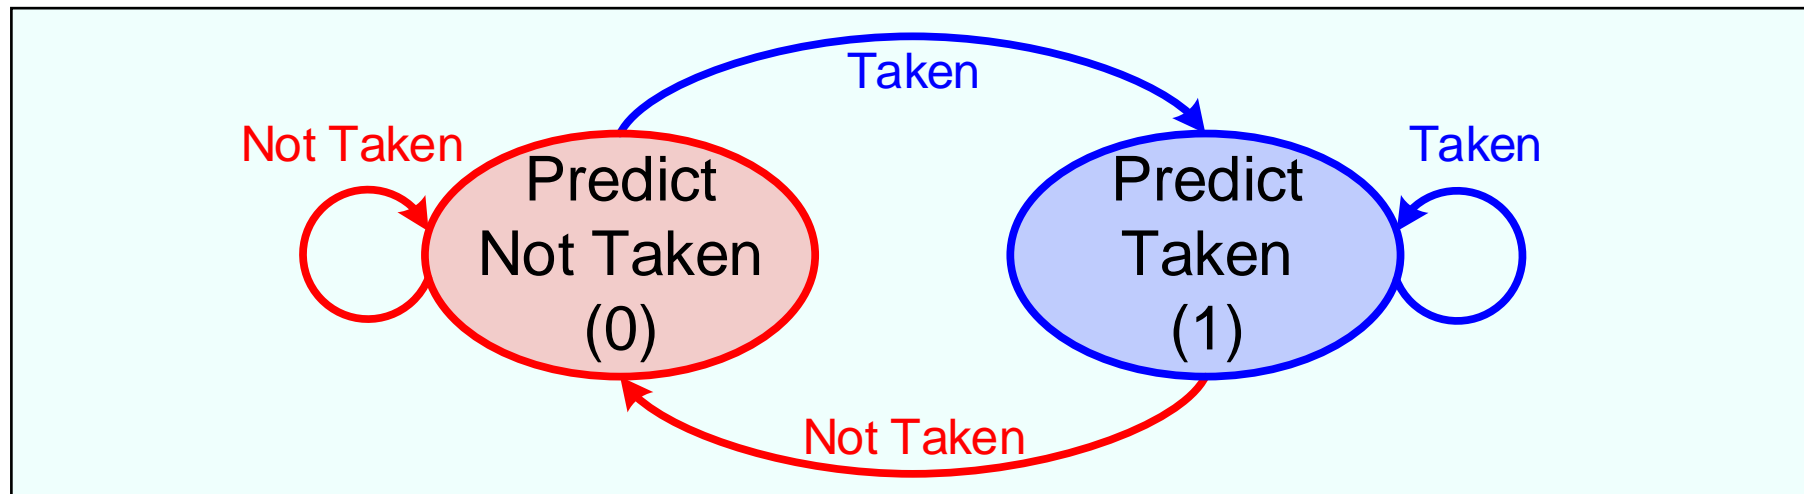 Taken
Not Taken
Taken
Predict
Not Taken
(0)
Predict
Taken
(1)
Not Taken